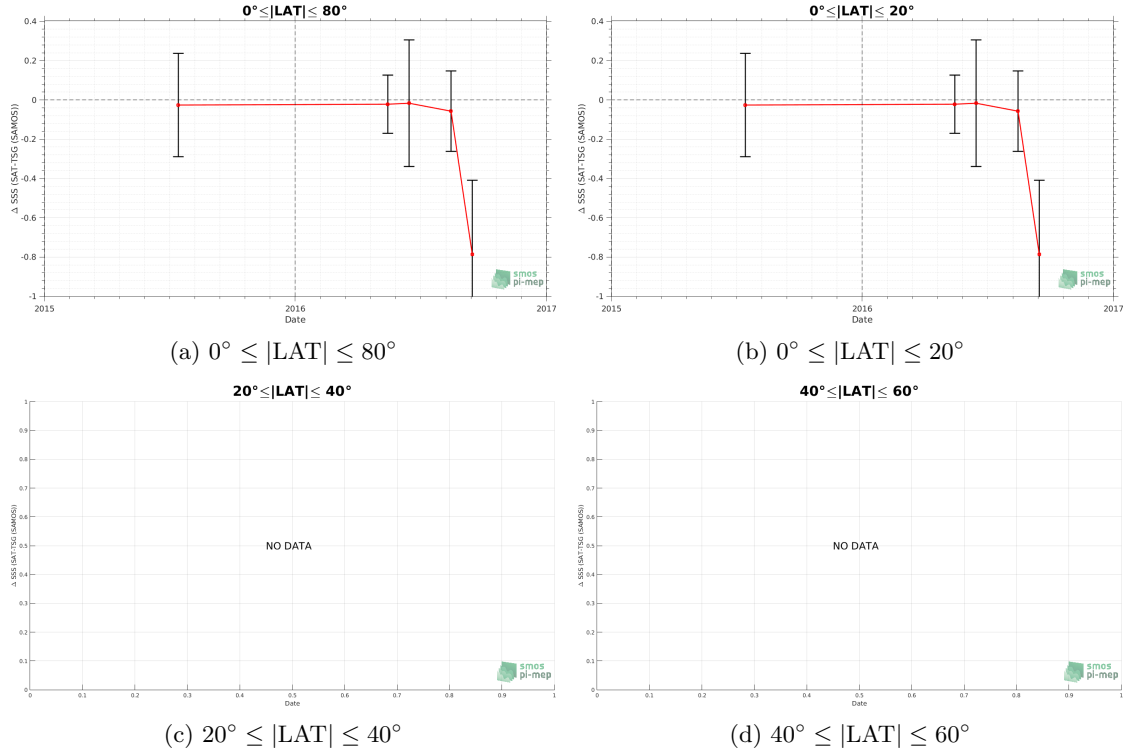 0°≤|LAT|≤ 80°
0.4
0.2
0
-0.2
-0.4
-0.6
-0.8
-1
Δ SSS (SAT-TSG (SAMOS))
2015
2016
2017
Date
smos
pi-mep
(a) 0° ≤ |LAT| ≤ 80°
0°≤|LAT|≤ 20°
0.4
0.2
0
-0.2
-0.4
-0.6
-0.8
-1
Δ SSS (SAT-TSG (SAMOS))
2015
2016
2017
Date
smos
pi-mep
(b) 0° ≤ |LAT| ≤ 20°
20°≤|LAT|≤ 40°
1
0.9
0.8
0.7
0.6
0.5
0.4
0.3
0.2
0.1
0
Δ SSS (SAT-TSG (SAMOS))
NO DATA
0
0.1
0.2
0.3
0.4
0.5
0.6
0.7
0.8
0.9
1
Date
smos
pi-mep
(c) 20° ≤ |LAT| ≤ 40°
40°≤|LAT|≤ 60°
1
0.9
0.8
0.7
0.6
0.5
0.4
0.3
0.2
0.1
0
Δ SSS (SAT-TSG (SAMOS))
NO DATA
0
0.1
0.2
0.3
0.4
0.5
0.6
0.7
0.8
0.9
1
Date
smos
pi-mep
(d) 40° ≤ |LAT| ≤ 60°